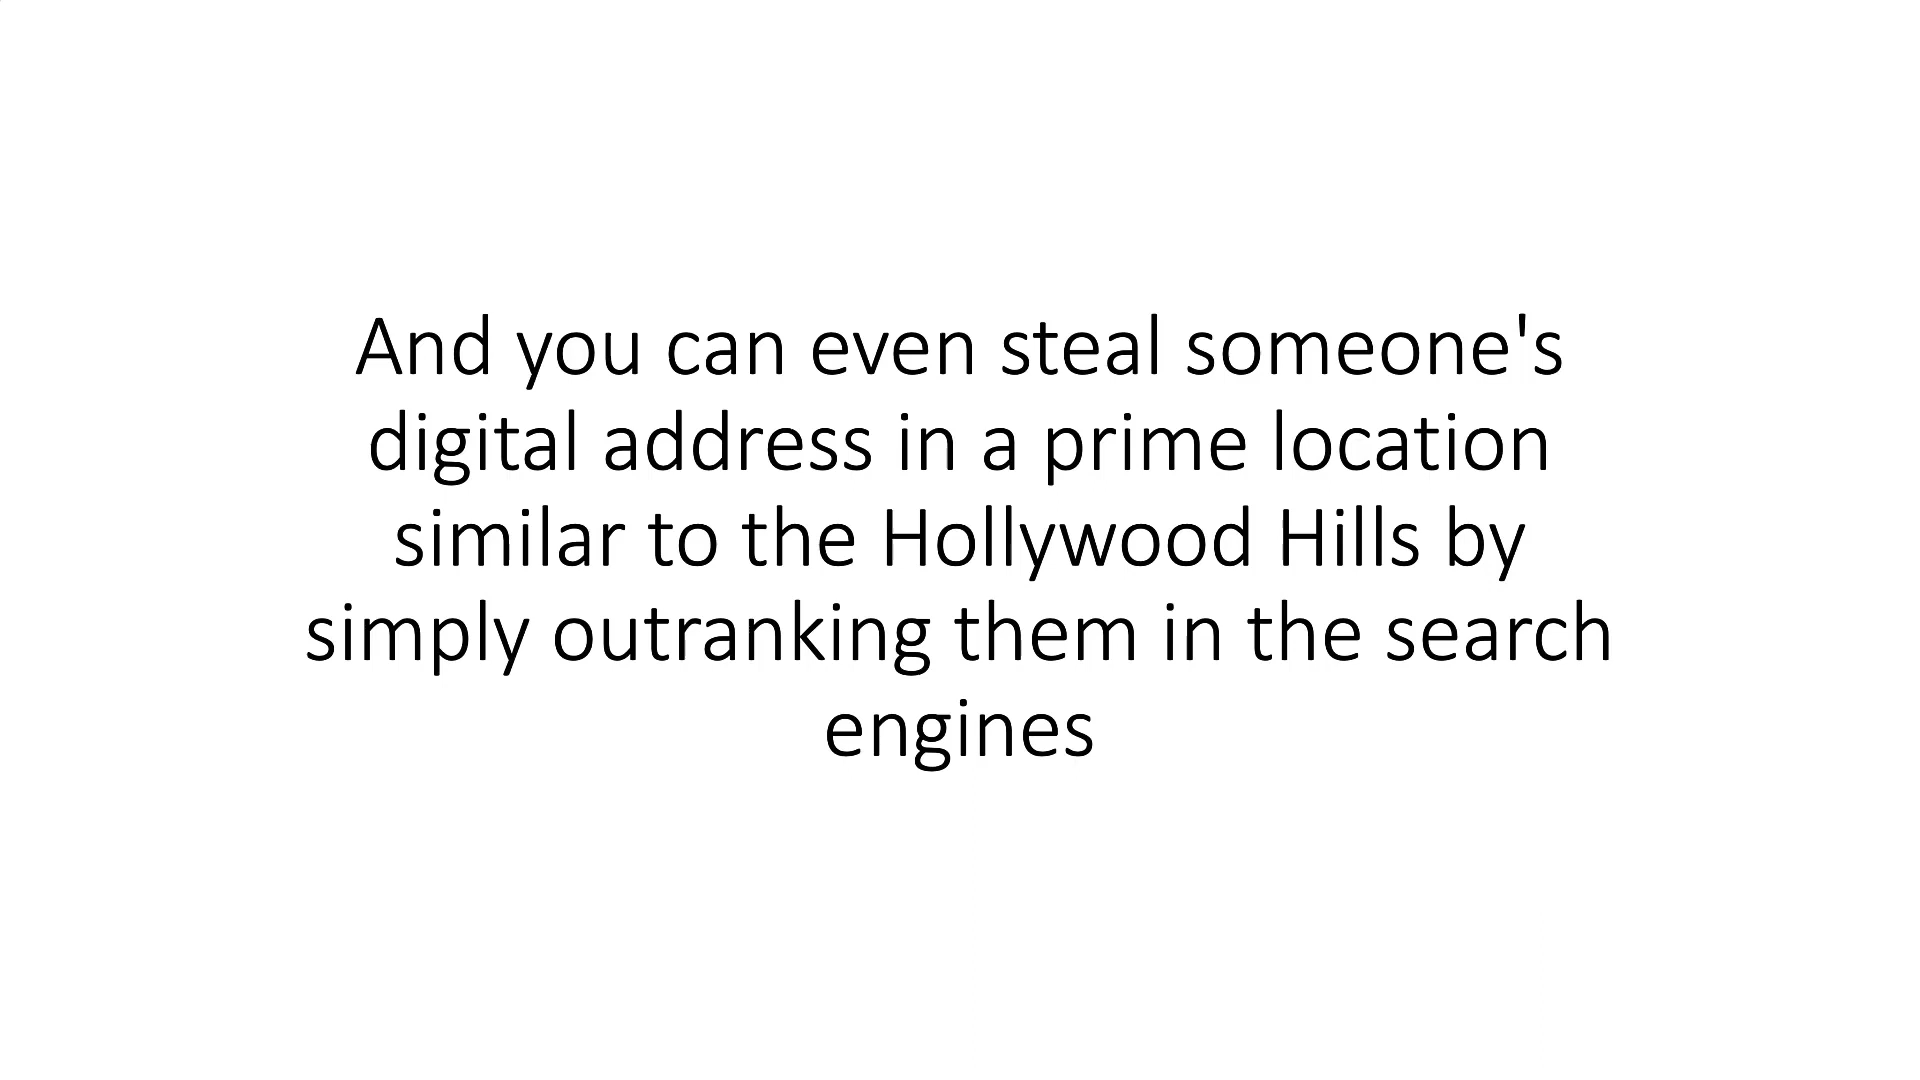 And you can even steal someone's
digital address in a prime location
similar to the Hollywood Hills by
simply outranking them in the search
engines